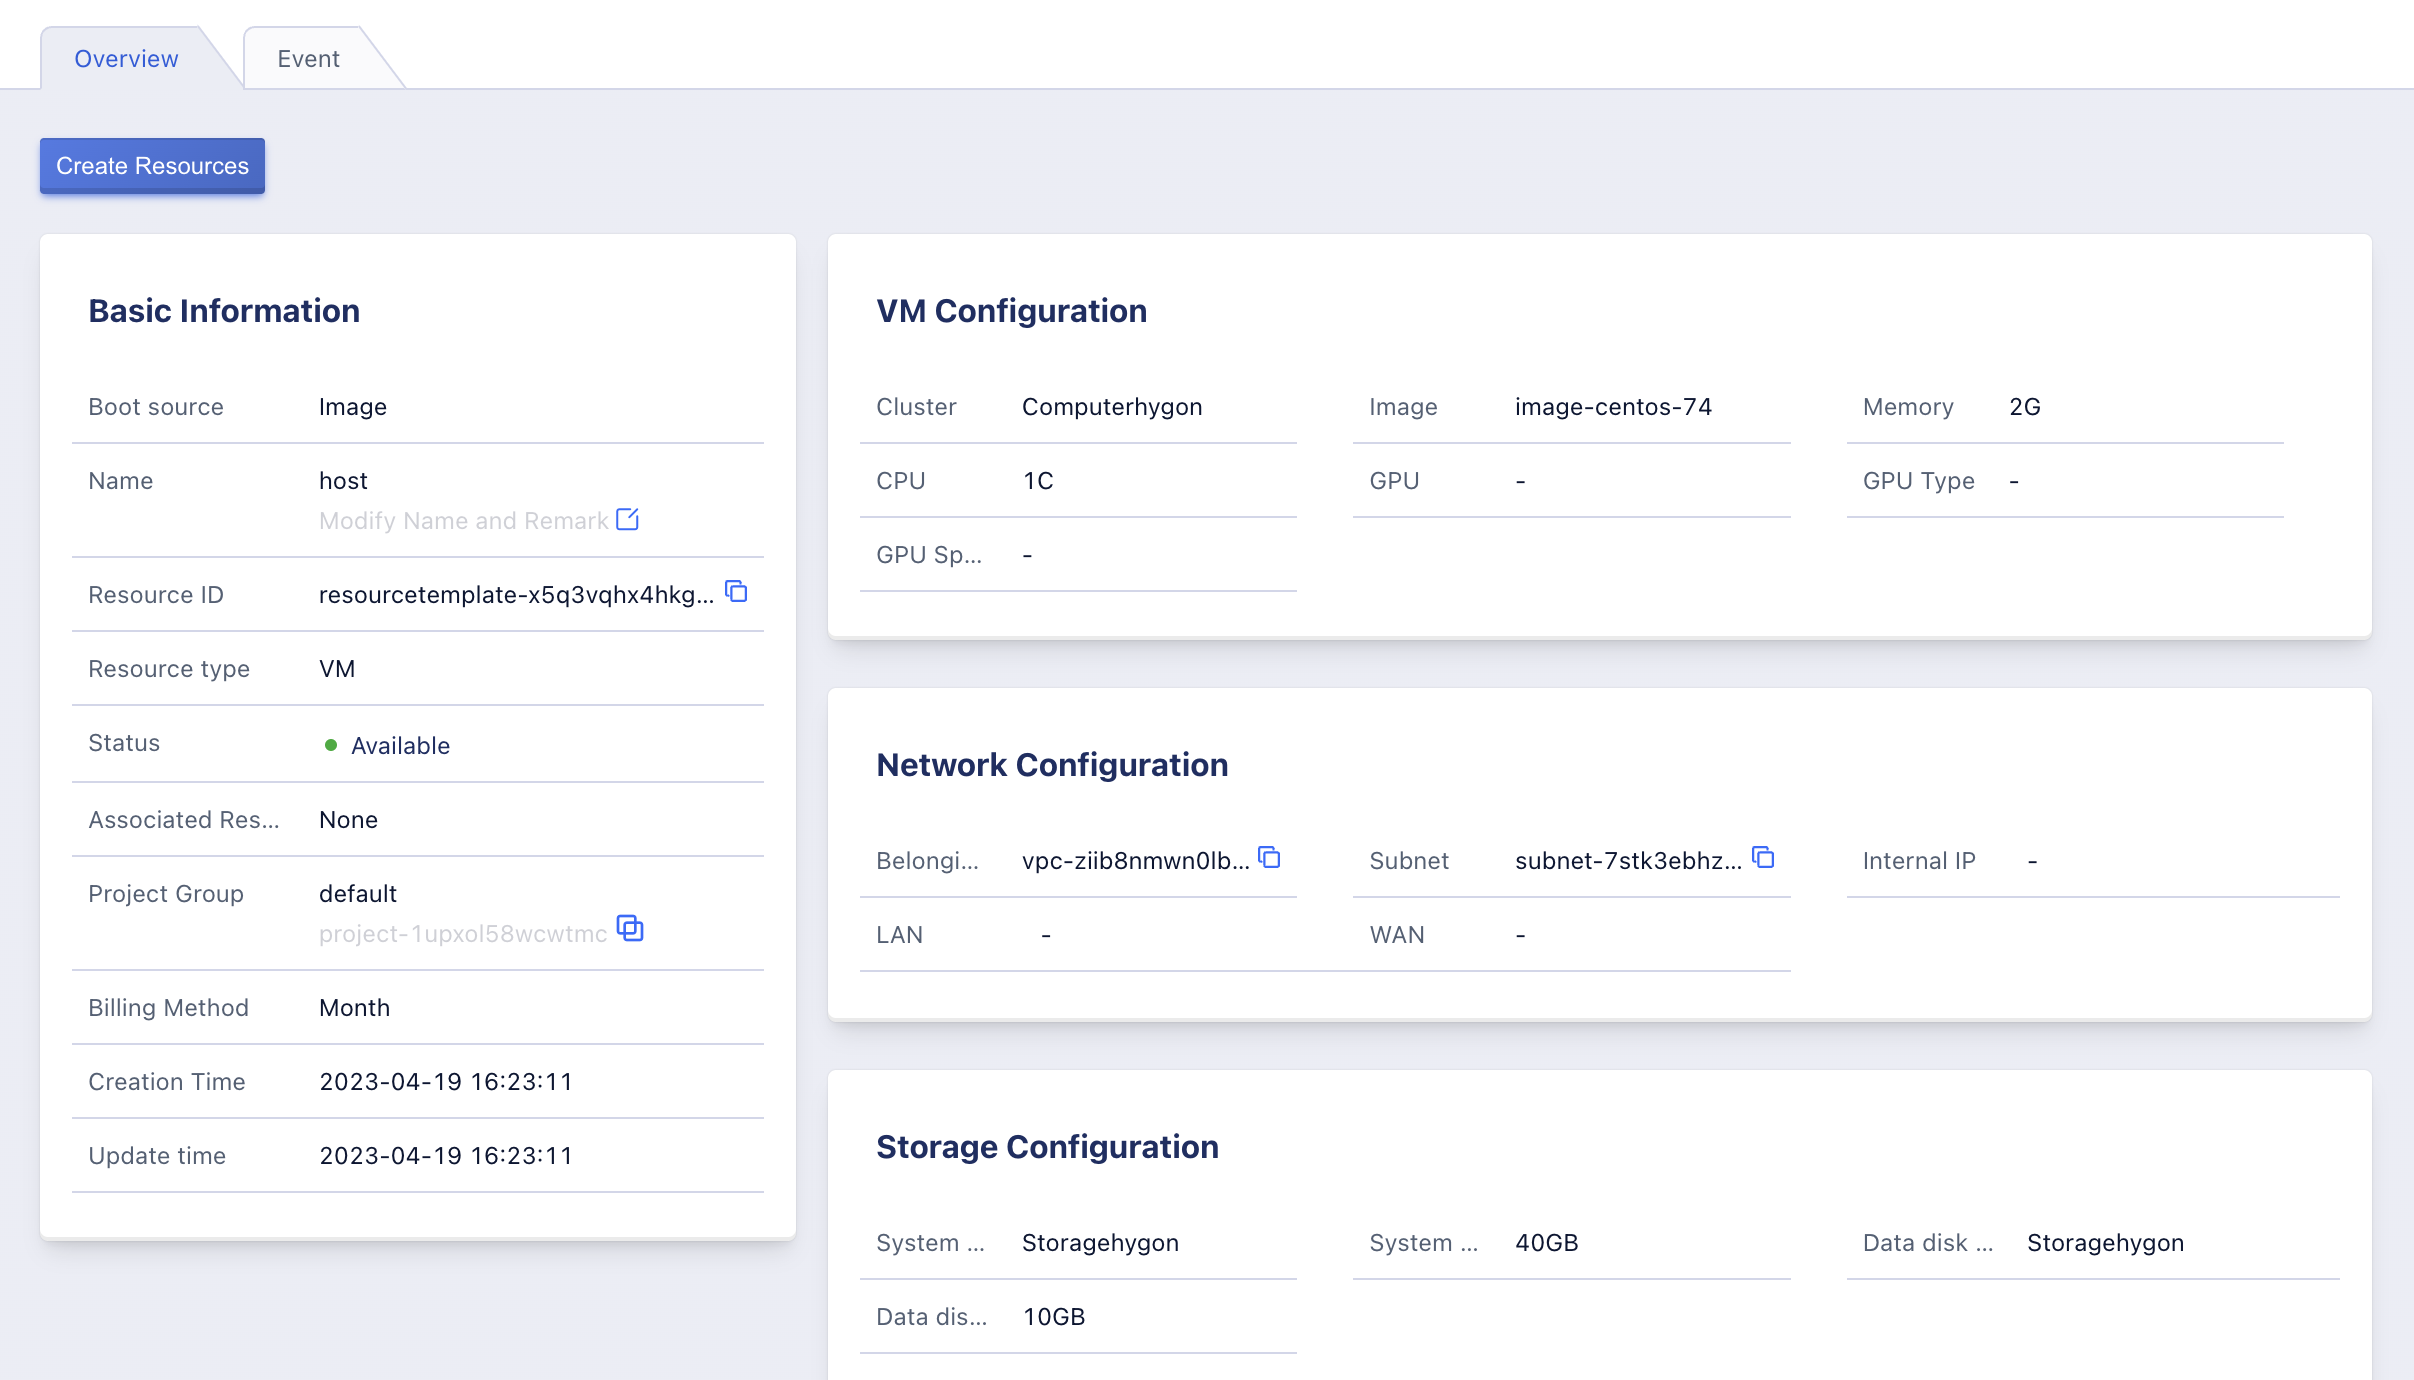 Overview
Event
Create Resources
Basic Information
Boot source Image
Name host
Modify Name and Remark
Resource ID resourcetemplate-x5q3vqhx4hkg...
Resource type VM
Status Available
Associated Res... None
Project Group default
project-1upxol58wcwtmc
Billing Method Month
Creation Time 2023-04-19 16:23:11
Update time 2023-04-19 16:23:11
VM Configuration
Cluster Computerhygon Image image-centos-74 Memory 2G
CPU 1C GPU - GPU Type -
GPU Sp... -
Network Configuration
Belongi... vpc-ziib8nmwn0lb... Subnet subnet-7stk3ebhz... Internal IP -
LAN - WAN -
Storage Configuration
System ... Storagehygon System ... 40GB Data disk ... Storagehygon
Data dis... 10GB